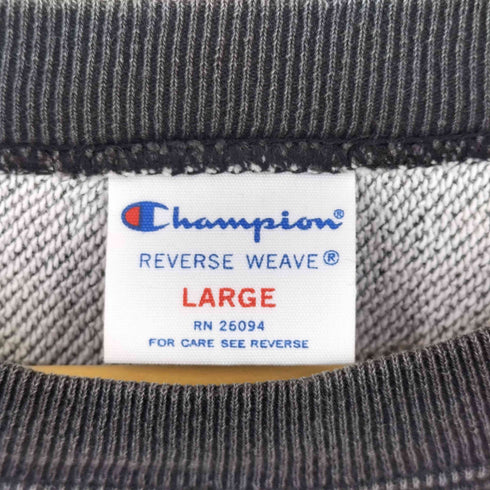 Champion®
REVERSE WEAVE®
LARGE
RN 26094
FOR CARE SEE REVERSE